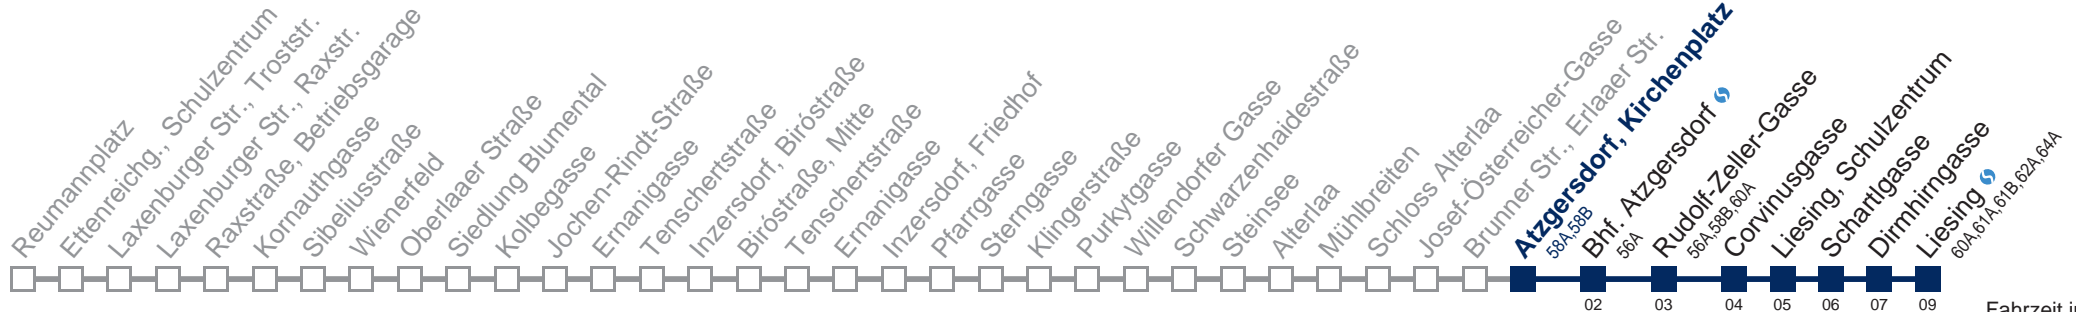 Reumannplatz
Ettenreichg., Schulzentrum
Laxenburger Str., Troststr.
Laxenburger Str., Raxstr.
Raxstraße, Betriebsgarage
Kornauthgasse
Sibeliusstraße
Wienerfeld
Oberlaaer Straße
Siedlung Blumental
Kolbegasse
Jochen-Rindt-Straße
Ernanigasse
Tenschertstraße
Inzersdorf, Biróstraße
Biróstraße, Mitte
Tenschertstraße
Ernanigasse
Inzersdorf, Friedhof
Pfarrgasse
Sterngasse
Klingerstraße
Purkytgasse
Willendorfer Gasse
Schwarzenhaidestraße
Steinsee
Alterlaa
Mühlbreiten
Schloss Alterlaa
Josef-Österreicher-Gasse
Brunner Str., Erlaaer Str.
Atzgersdorf, Kirchenplatz
58A,58B
Bhf. Atzgersdorf
56A
Rudolf-Zeller-Gasse
56A,58B,60A
Corvinusgasse
Liesing, Schulzentrum
Schartlgasse
Dirmhirngasse
Liesing
60A,61A,61B,62A,64A
02 03 04 05 06 07 09
Fahrzeit